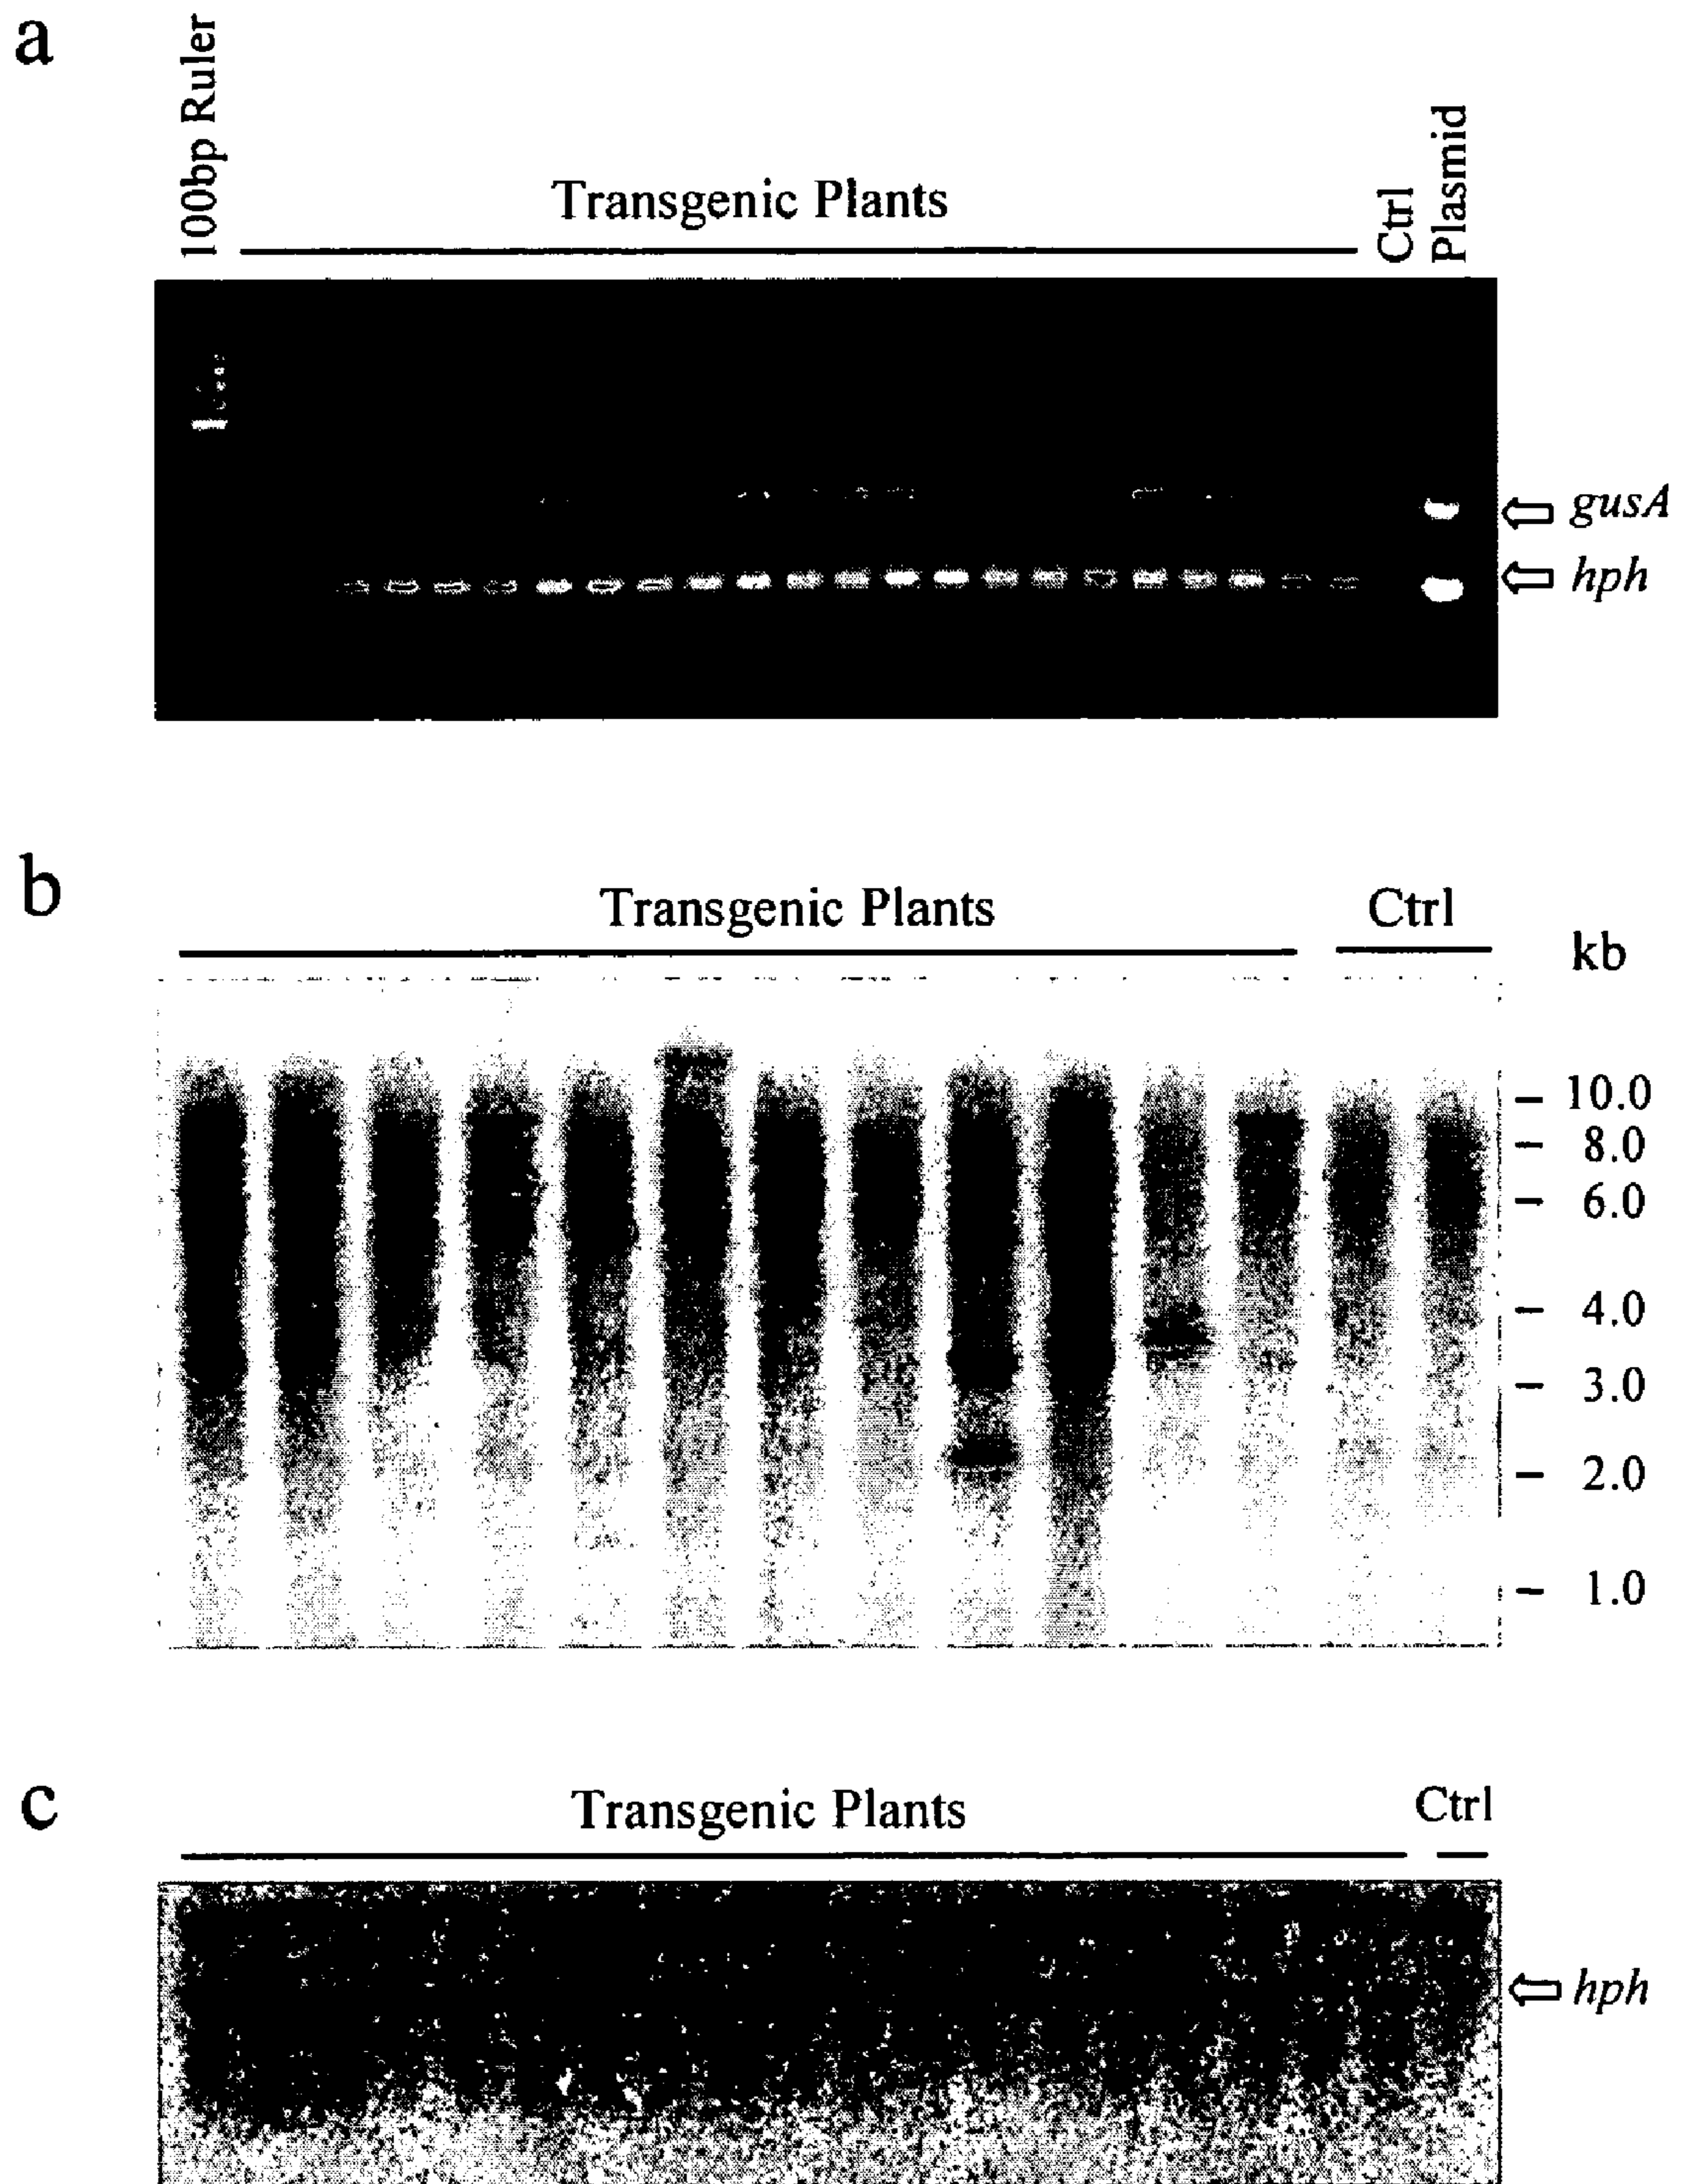 a
100bp Ruler
Transgenic Plants
Ctrl
Plasmid
gusA
hph
b
Transgenic Plants
Ctrl
kb
10.0
8.0
6.0
4.0
3.0
2.0
1.0
c
Transgenic Plants
Ctrl
hph